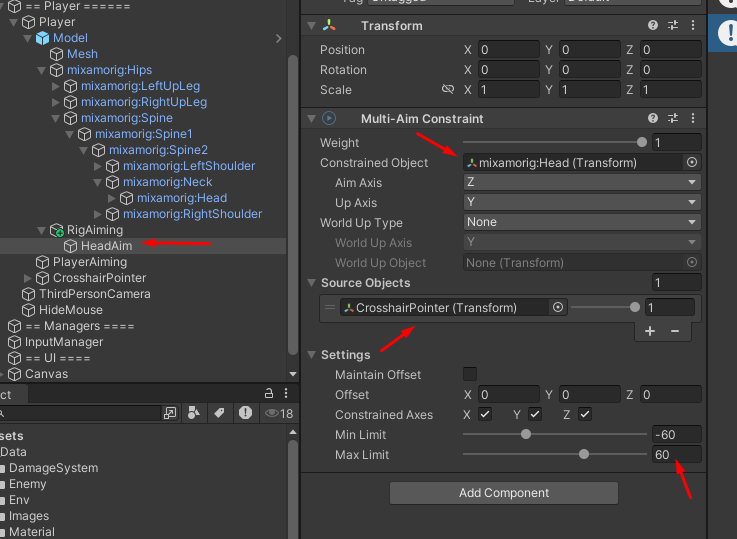 == Player ======
Player
Model
Mesh
mixamorig:Hips
mixamorig:LeftUpLeg
mixamorig:RightUpLeg
mixamorig:Spine
mixamorig:Spine1
mixamorig:Spine2
mixamorig:LeftShoulder
mixamorig:Neck
mixamorig:Head
mixamorig:RightShoulder
RigAiming
HeadAim
PlayerAiming
CrosshairPointer
ThirdPersonCamera
HideMouse
== Managers ====
InputManager
== UI ====
Canvas
ct
18
sets
Data
DamageSystem
Enemy
Env
Images
Material
Tag Untagged Layer Default
Transform
Position X 0 Y 0 Z 0
Rotation X 0 Y 0 Z 0
Scale X 1 Y 1 Z 1
Multi-Aim Constraint
Weight 1
Constrained Object mixamorig:Head (Transform)
Aim Axis Z
Up Axis Y
World Up Type None
World Up Axis Y
World Up Object None (Transform)
Source Objects 1
= CrosshairPointer (Transform) 1
+ −
Settings
Maintain Offset
Offset X 0 Y 0 Z 0
Constrained Axes X Y Z
Min Limit -60
Max Limit 60
Add Component